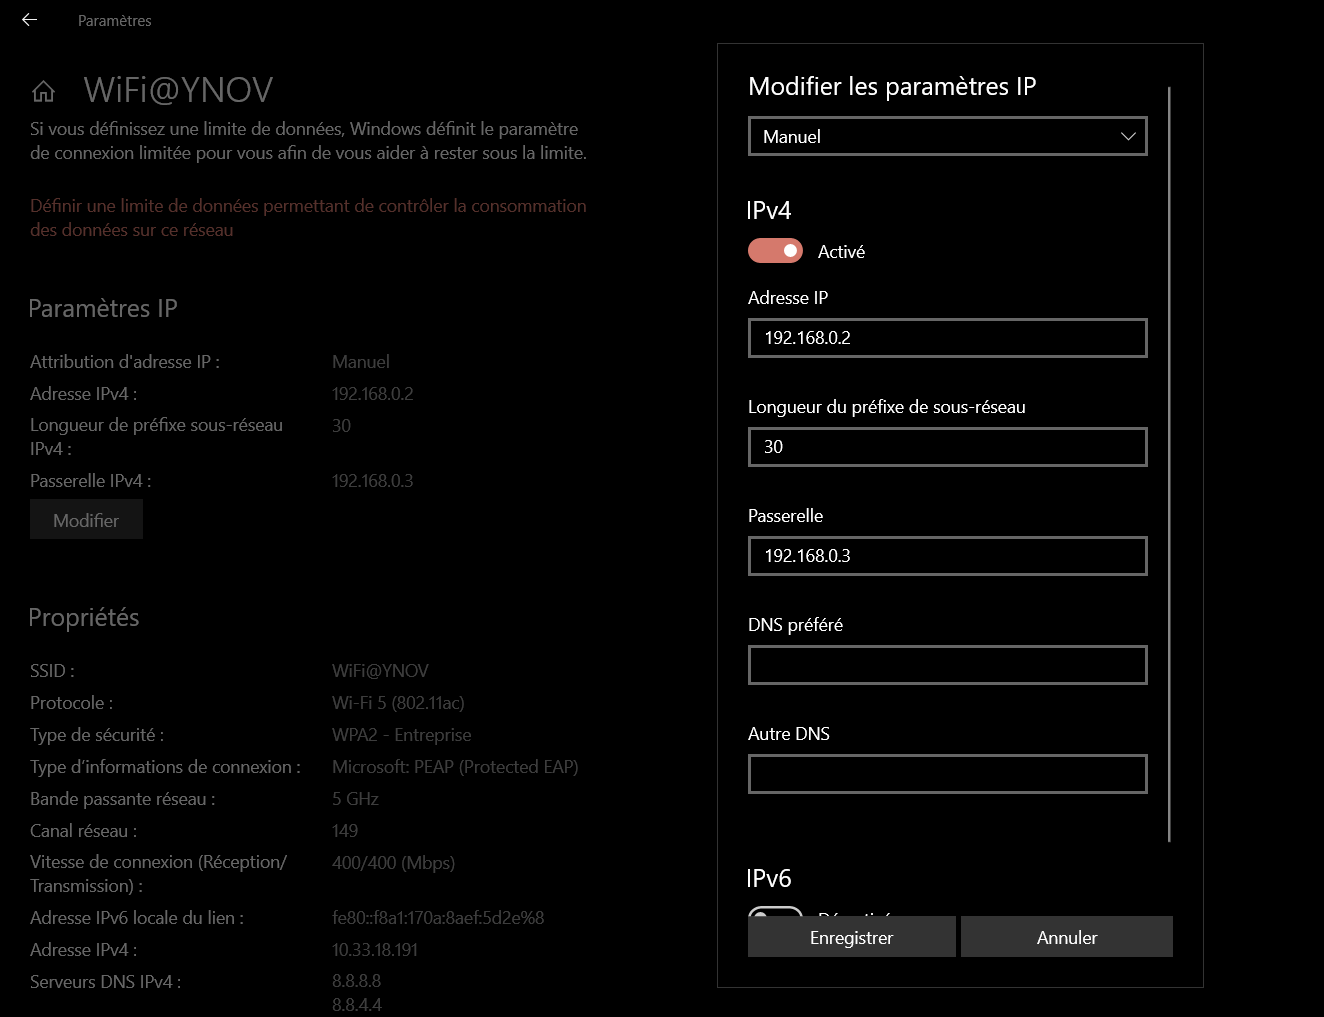 Paramètres
WiFi@YNOV
Si vous définissez une limite de données, Windows définit le paramètre
de connexion limitée pour vous afin de vous aider à rester sous la limite.
Définir une limite de données permettant de contrôler la consommation
des données sur ce réseau
Paramètres IP
Attribution d'adresse IP : Manuel
Adresse IPv4 : 192.168.0.2
Longueur de préfixe sous-réseau 30
IPv4 :
Passerelle IPv4 : 192.168.0.3
Modifier
Propriétés
SSID : WiFi@YNOV
Protocole : Wi-Fi 5 (802.11ac)
Type de sécurité : WPA2 - Entreprise
Type d’informations de connexion : Microsoft: PEAP (Protected EAP)
Bande passante réseau : 5 GHz
Canal réseau : 149
Vitesse de connexion (Réception/ 400/400 (Mbps)
Transmission) :
Adresse IPv6 locale du lien : fe80::f8a1:170a:8aef:5d2e%8
Adresse IPv4 : 10.33.18.191
Serveurs DNS IPv4 : 8.8.8.8
8.8.4.4
Modifier les paramètres IP
Manuel
IPv4
Activé
Adresse IP
192.168.0.2
Longueur du préfixe de sous-réseau
30
Passerelle
192.168.0.3
DNS préféré
Autre DNS
IPv6
Enregistrer
Annuler